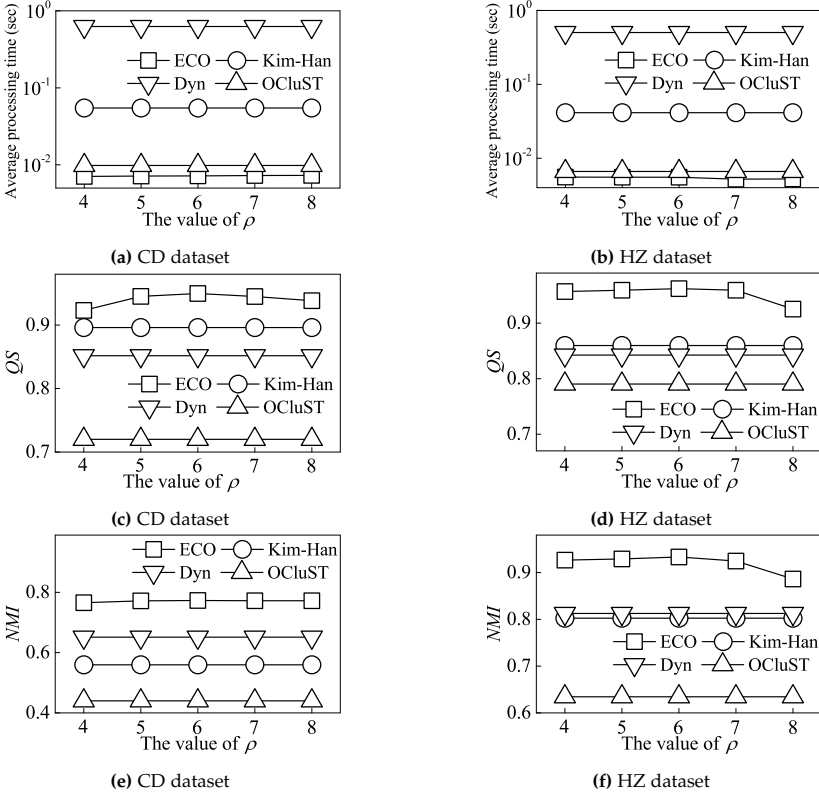 10⁰
Average processing time (sec)
ECO Kim-Han
Dyn OCluST
10⁻¹
10⁻²
4 5 6 7 8
The value of ρ
(a) CD dataset
10⁰
Average processing time (sec)
ECO Kim-Han
Dyn OCluST
10⁻¹
10⁻²
4 5 6 7 8
The value of ρ
(b) HZ dataset
0.9
QS
0.8
ECO Kim-Han
Dyn OCluST
0.7
4 5 6 7 8
The value of ρ
(c) CD dataset
0.9
QS
0.8
ECO Kim-Han
Dyn OCluST
0.7
4 5 6 7 8
The value of ρ
(d) HZ dataset
ECO Kim-Han
Dyn OCluST
0.8
NMI
0.6
0.4
4 5 6 7 8
The value of ρ
(e) CD dataset
0.9
NMI
0.8
ECO Kim-Han
Dyn OCluST
0.7
0.6
4 5 6 7 8
The value of ρ
(f) HZ dataset